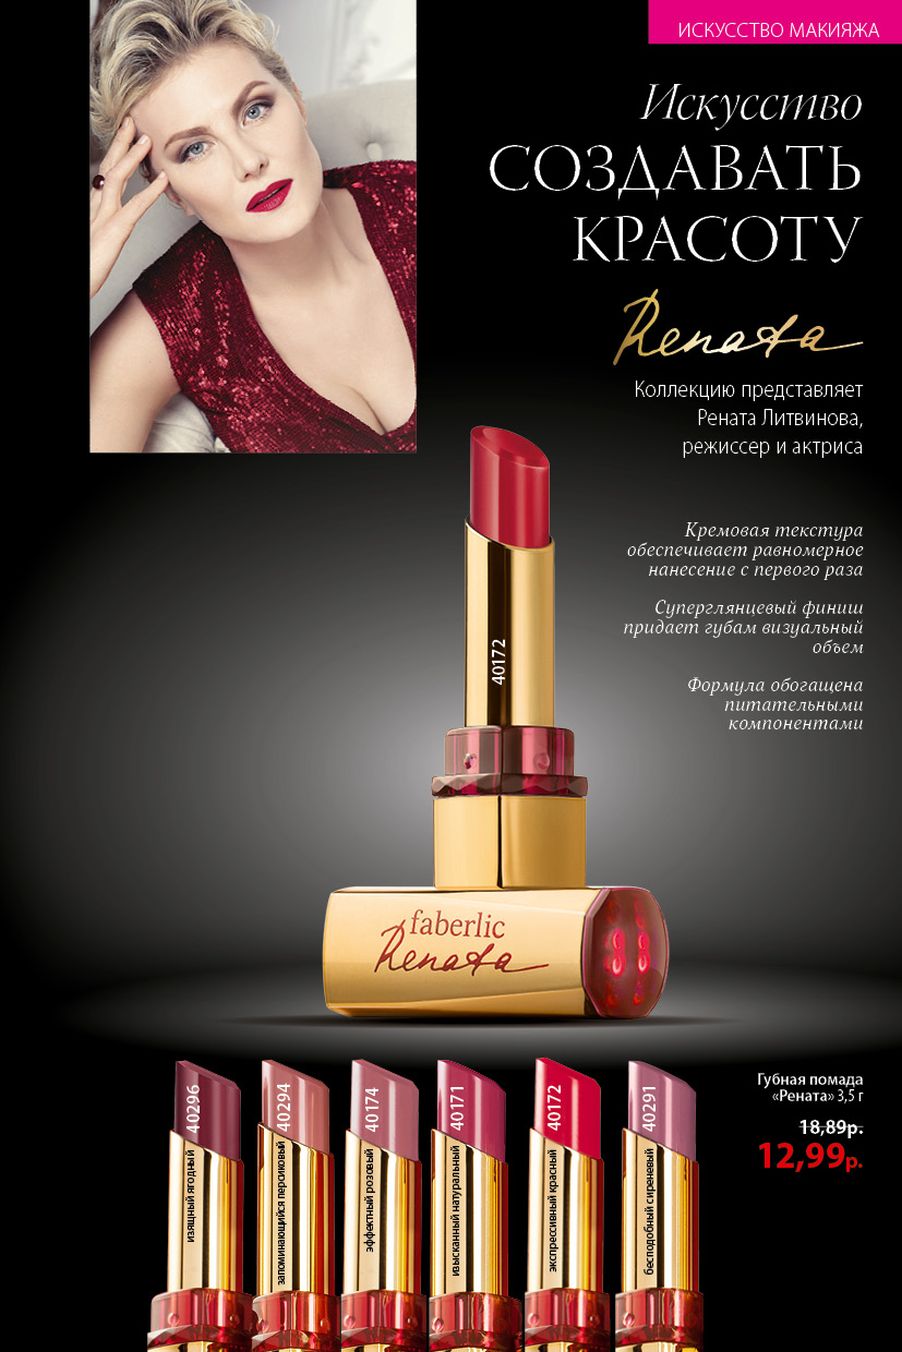 ИСКУССТВО МАКИЯЖА
Искусство
СОЗДАВАТЬ
КРАСОТУ
Renata
Коллекцию представляет
Рената Литвинова,
режиссер и актриса
Кремовая текстура
обеспечивает равномерное
нанесение с первого раза
Суперглянцевый финиш
придает губам визуальный
объем
Формула обогащена
питательными
компонентами
40172
faberlic
Renata
40296
изящный ягодный
40294
запоминающийся персиковый
40174
эффектный розовый
40171
изысканный натуральный
40172
экспрессивный красный
40291
бесподобный сиреневый
Губная помада
«Рената» 3,5 г
18,89р.
12,99р.